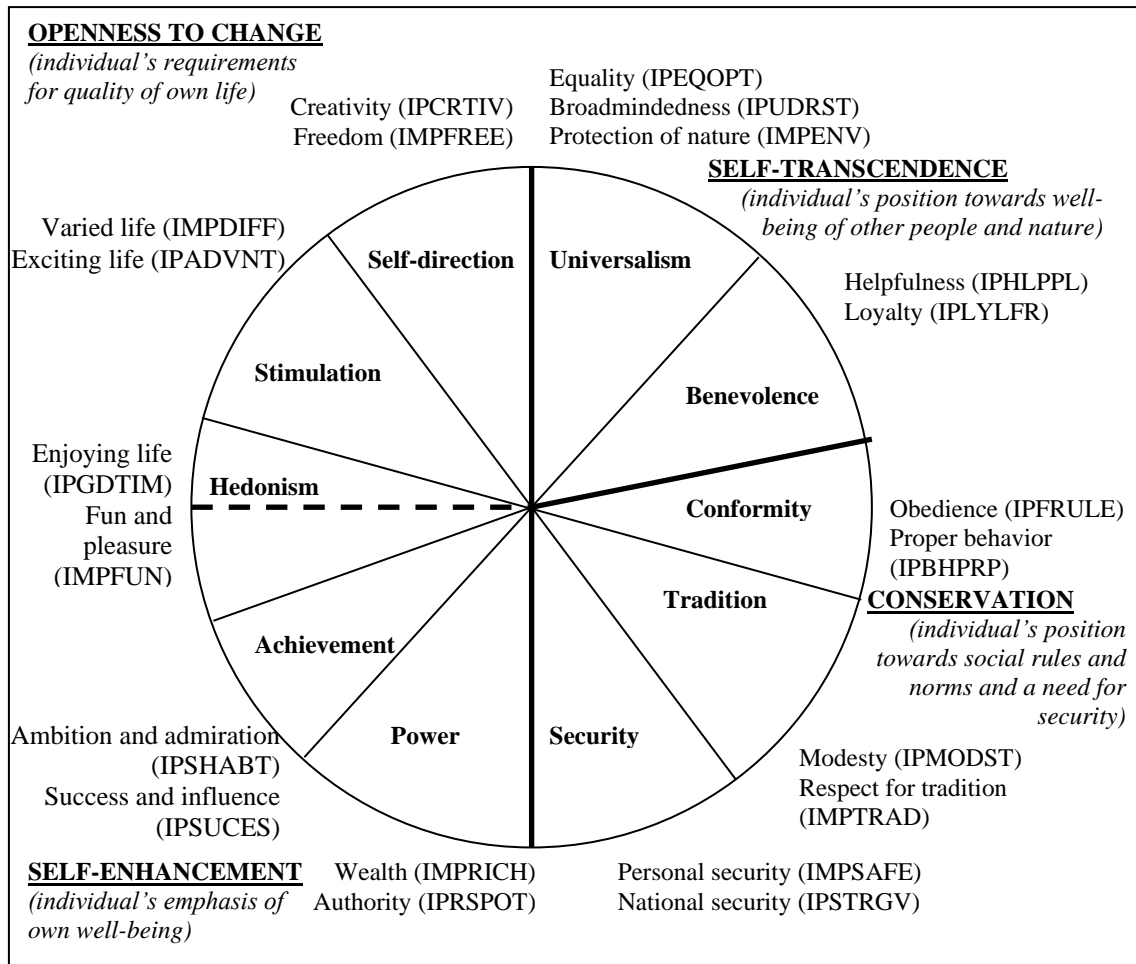 OPENNESS TO CHANGE
(individual’s requirements
for quality of own life)
Creativity (IPCRTIV)
Freedom (IMPFREE)
Equality (IPEQOPT)
Broadmindedness (IPUDRST)
Protection of nature (IMPENV)
SELF-TRANSCENDENCE
(individual’s position towards well-
being of other people and nature)
Varied life (IMPDIFF)
Exciting life (IPADVNT)
Self-direction
Universalism
Helpfulness (IPHLPPL)
Loyalty (IPLYLFR)
Stimulation
Benevolence
Enjoying life
(IPGDTIM)
Fun and
pleasure
(IMPFUN)
Hedonism
Conformity
Obedience (IPFRULE)
Proper behavior
(IPBHPRP)
Tradition
CONSERVATION
(individual’s position
towards social rules and
norms and a need for
security)
Achievement
Power
Security
Ambition and admiration
(IPSHABT)
Success and influence
(IPSUCES)
Modesty (IPMODST)
Respect for tradition
(IMPTRAD)
SELF-ENHANCEMENT
(individual’s emphasis of
own well-being)
Wealth (IMPRICH)
Authority (IPRSPOT)
Personal security (IMPSAFE)
National security (IPSTRGV)